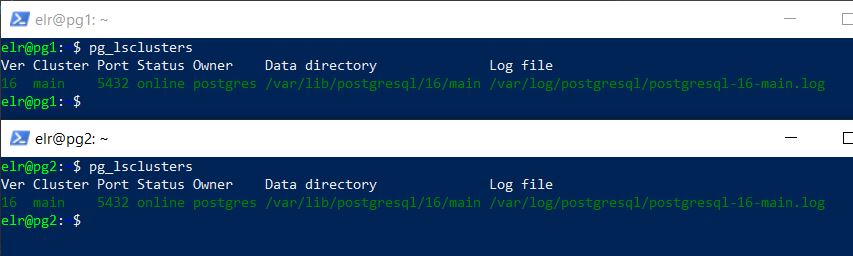 elr@pg1: ~
elr@pg1: $ pg_lsclusters
Ver Cluster Port Status Owner    Data directory              Log file
16  main    5432 online postgres /var/lib/postgresql/16/main /var/log/postgresql/postgresql-16-main.log
elr@pg1: $
elr@pg2: ~
elr@pg2: $ pg_lsclusters
Ver Cluster Port Status Owner    Data directory              Log file
16  main    5432 online postgres /var/lib/postgresql/16/main /var/log/postgresql/postgresql-16-main.log
elr@pg2: $